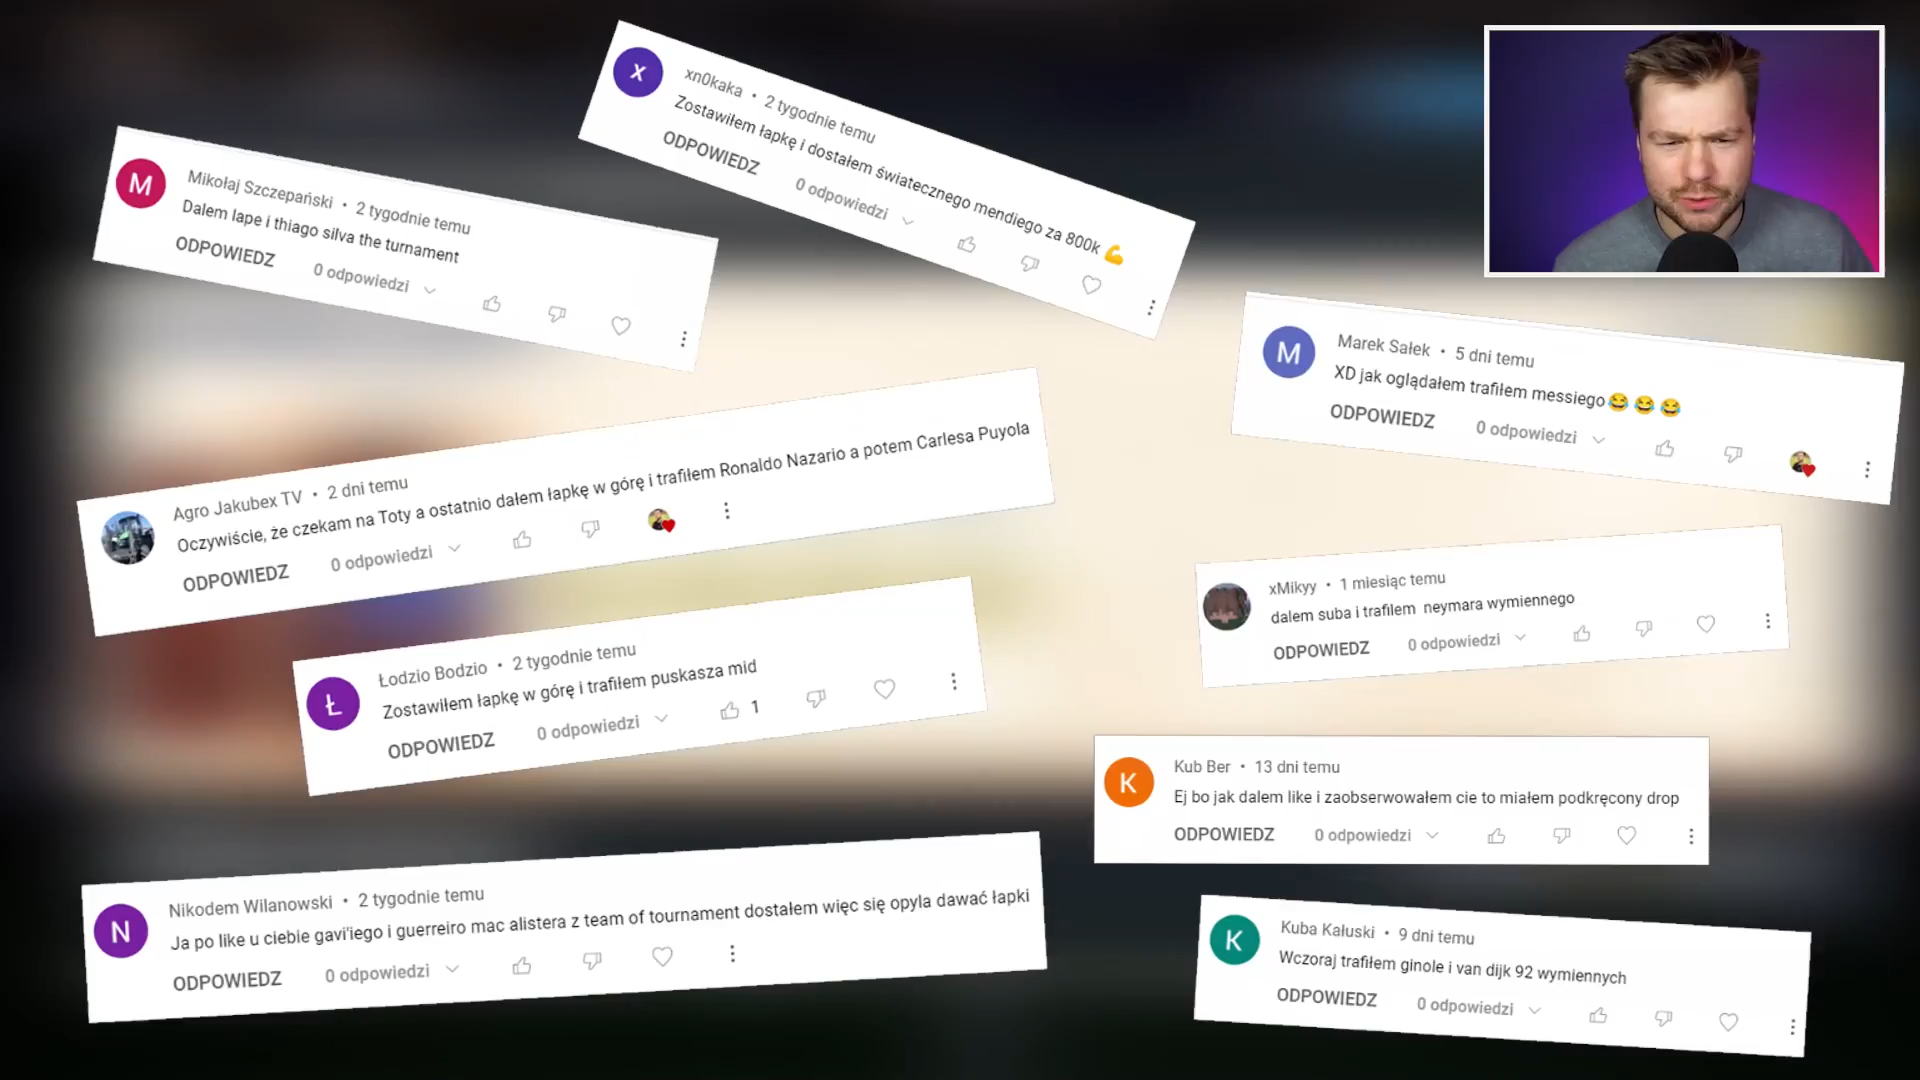 X
xn0kaka • 2 tygodnie temu
Zostawiłem łapkę i dostałem światecznego mendiego za 800k 💪
ODPOWIEDZ 0 odpowiedzi
M
Mikołaj Szczepański • 2 tygodnie temu
Dalem lape i thiago silva the turnament
ODPOWIEDZ 0 odpowiedzi
M
Marek Sałek • 5 dni temu
XD jak oglądałem trafiłem messiego😂 😂 😂
ODPOWIEDZ 0 odpowiedzi
Agro Jakubex TV • 2 dni temu
Oczywiście, że czekam na Toty a ostatnio dałem łapkę w górę i trafiłem Ronaldo Nazario a potem Carlesa Puyola
ODPOWIEDZ 0 odpowiedzi
xMikyy • 1 miesiąc temu
dalem suba i trafilem neymara wymiennego
ODPOWIEDZ 0 odpowiedzi
Ł
Łodzio Bodzio • 2 tygodnie temu
Zostawiłem łapkę w górę i trafiłem puskasza mid
ODPOWIEDZ 0 odpowiedzi 1
K
Kub Ber • 13 dni temu
Ej bo jak dalem like i zaobserwowałem cie to miałem podkręcony drop
ODPOWIEDZ 0 odpowiedzi
N
Nikodem Wilanowski • 2 tygodnie temu
Ja po like u ciebie gavi'iego i guerreiro mac alistera z team of tournament dostałem więc się opyla dawać łapki
ODPOWIEDZ 0 odpowiedzi
K
Kuba Kałuski • 9 dni temu
Wczoraj trafiłem ginole i van dijk 92 wymiennych
ODPOWIEDZ 0 odpowiedzi